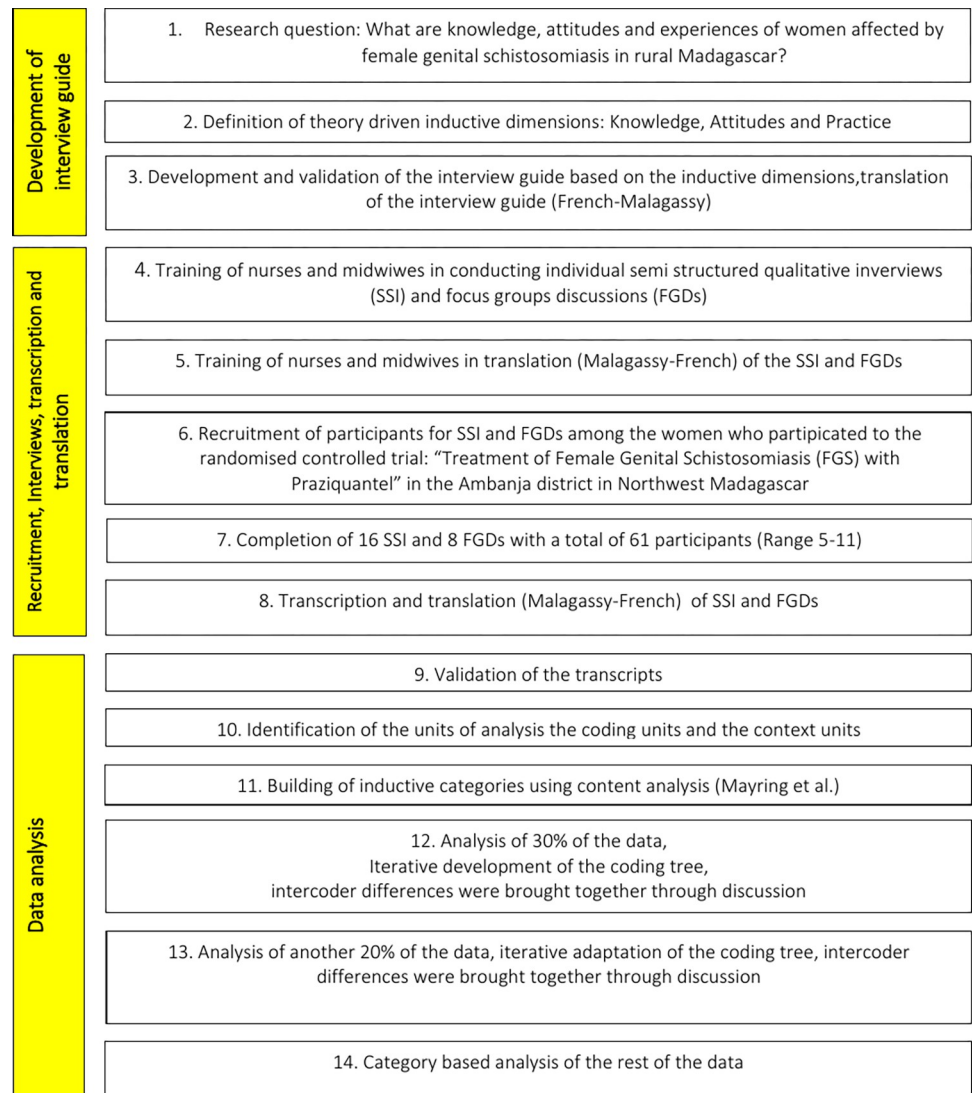 Development of
interview guide
1. Research question: What are knowledge, attitudes and experiences of women affected by
female genital schistosomiasis in rural Madagascar?
2. Definition of theory driven inductive dimensions: Knowledge, Attitudes and Practice
3. Development and validation of the interview guide based on the inductive dimensions,translation
of the interview guide (French-Malagassy)
Recruitment, Interviews, transcription and
translation
4. Training of nurses and midwiwes in conducting individual semi structured qualitative inverviews
(SSI) and focus groups discussions (FGDs)
5. Training of nurses and midwives in translation (Malagassy-French) of the SSI and FGDs
6. Recruitment of participants for SSI and FGDs among the women who partipicated to the
randomised controlled trial: “Treatment of Female Genital Schistosomiasis (FGS) with
Praziquantel” in the Ambanja district in Northwest Madagascar
7. Completion of 16 SSI and 8 FGDs with a total of 61 participants (Range 5-11)
8. Transcription and translation (Malagassy-French) of SSI and FGDs
Data analysis
9. Validation of the transcripts
10. Identification of the units of analysis the coding units and the context units
11. Building of inductive categories using content analysis (Mayring et al.)
12. Analysis of 30% of the data,
Iterative development of the coding tree,
intercoder differences were brought together through discussion
13. Analysis of another 20% of the data, iterative adaptation of the coding tree, intercoder
differences were brought together through discussion
14. Category based analysis of the rest of the data